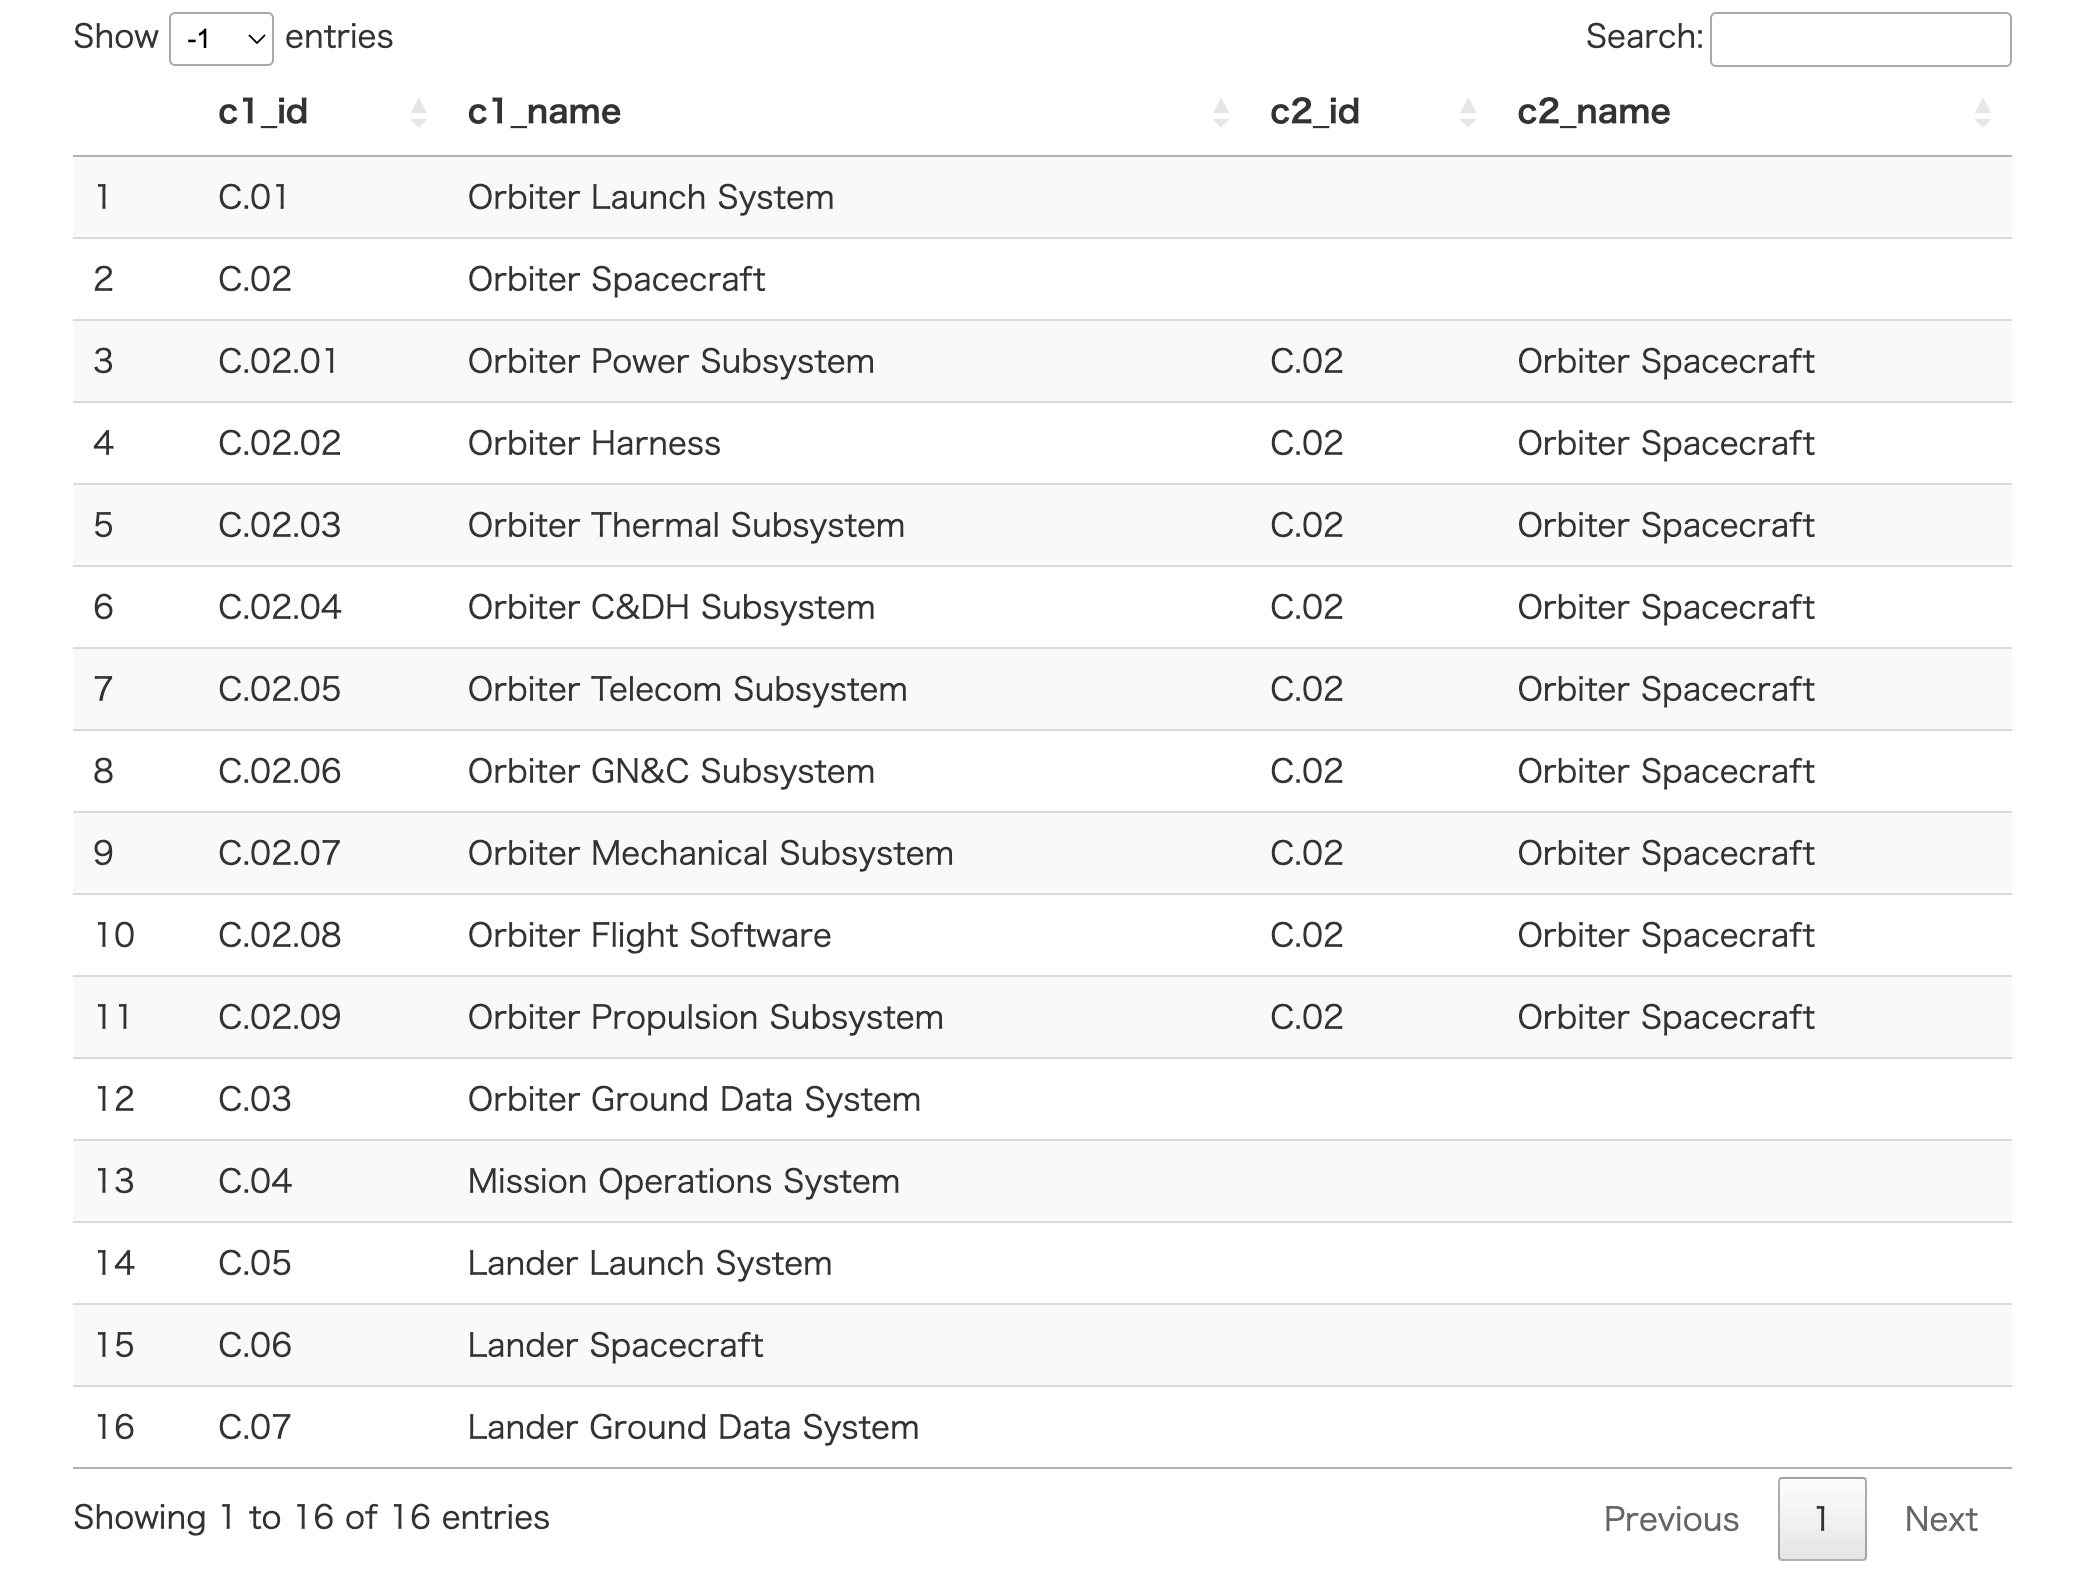 Show -1 entries Search:
c1_id c1_name c2_id c2_name
1 C.01 Orbiter Launch System
2 C.02 Orbiter Spacecraft
3 C.02.01 Orbiter Power Subsystem C.02 Orbiter Spacecraft
4 C.02.02 Orbiter Harness C.02 Orbiter Spacecraft
5 C.02.03 Orbiter Thermal Subsystem C.02 Orbiter Spacecraft
6 C.02.04 Orbiter C&DH Subsystem C.02 Orbiter Spacecraft
7 C.02.05 Orbiter Telecom Subsystem C.02 Orbiter Spacecraft
8 C.02.06 Orbiter GN&C Subsystem C.02 Orbiter Spacecraft
9 C.02.07 Orbiter Mechanical Subsystem C.02 Orbiter Spacecraft
10 C.02.08 Orbiter Flight Software C.02 Orbiter Spacecraft
11 C.02.09 Orbiter Propulsion Subsystem C.02 Orbiter Spacecraft
12 C.03 Orbiter Ground Data System
13 C.04 Mission Operations System
14 C.05 Lander Launch System
15 C.06 Lander Spacecraft
16 C.07 Lander Ground Data System
Showing 1 to 16 of 16 entries Previous 1 Next